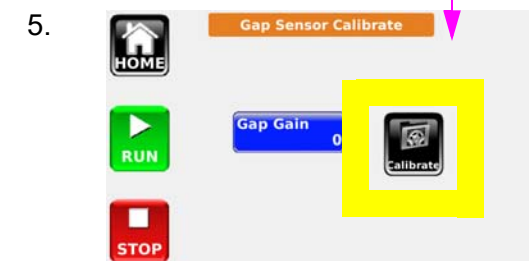 5.
Gap Sensor Calibrate
HOME
Gap Gain
0
RUN
Calibrate
STOP